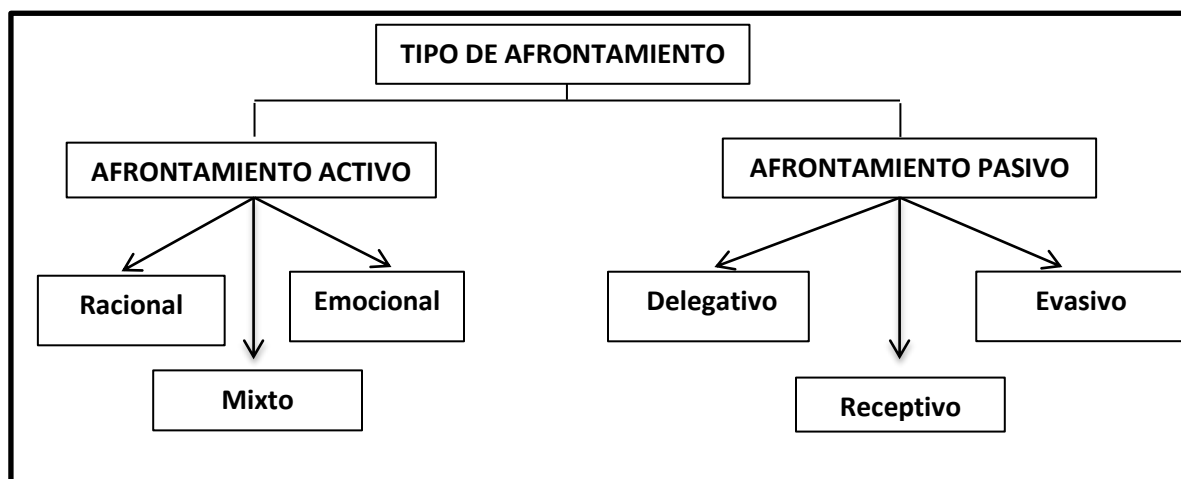 TIPO DE AFRONTAMIENTO
AFRONTAMIENTO ACTIVO
AFRONTAMIENTO PASIVO
Racional
Emocional
Delegativo
Evasivo
Mixto
Receptivo